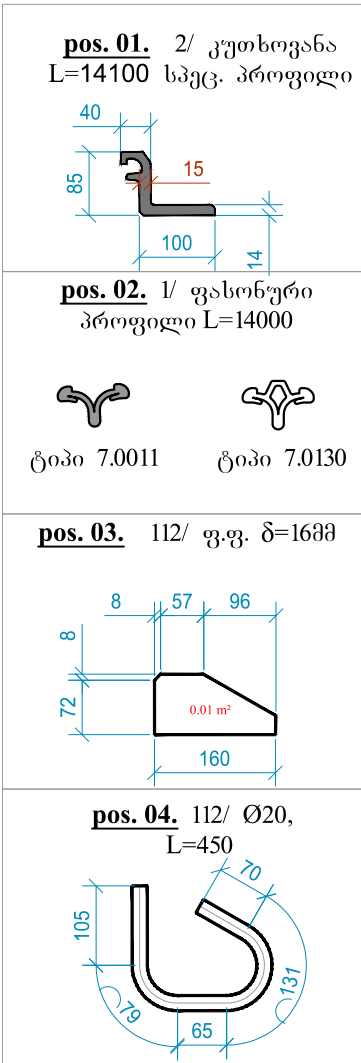 pos. 01. 2/ კუთხოვანა
L=14100 სპეც. პროფილი
40
85
15
100
14
pos. 02. 1/ ფასონური
პროფილი L=14000
ტიპი 7.0011
ტიპი 7.0130
pos. 03. 112/ ფ.ფ. δ=16მმ
8 57 96
8
72
0.01 m²
160
pos. 04. 112/ Ø20,
L=450
70
105
131
79
65